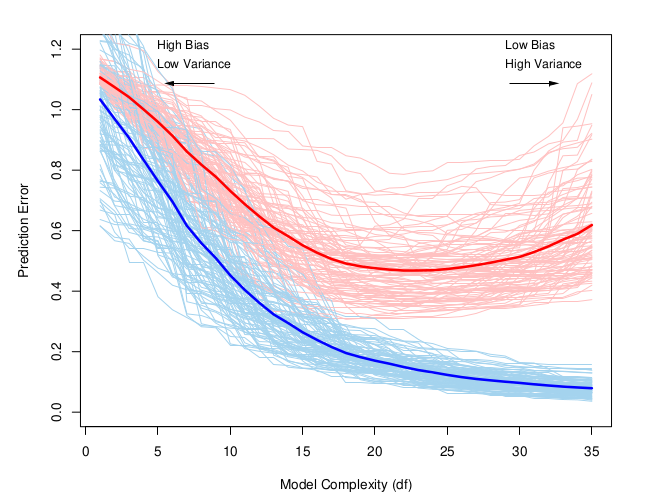 High Bias
Low Variance
Low Bias
High Variance
Prediction Error
0.0
0.2
0.4
0.6
0.8
1.0
1.2
0 5 10 15 20 25 30 35
Model Complexity (df)